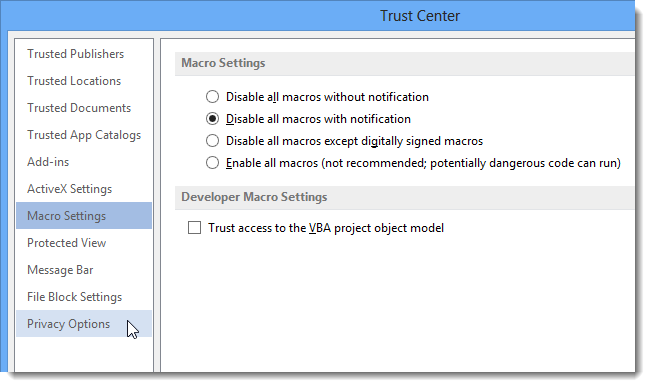 Trust Center
Trusted Publishers
Trusted Locations
Trusted Documents
Trusted App Catalogs
Add-ins
ActiveX Settings
Macro Settings
Protected View
Message Bar
File Block Settings
Privacy Options
Macro Settings
Disable all macros without notification
Disable all macros with notification
Disable all macros except digitally signed macros
Enable all macros (not recommended; potentially dangerous code can run)
Developer Macro Settings
Trust access to the VBA project object model